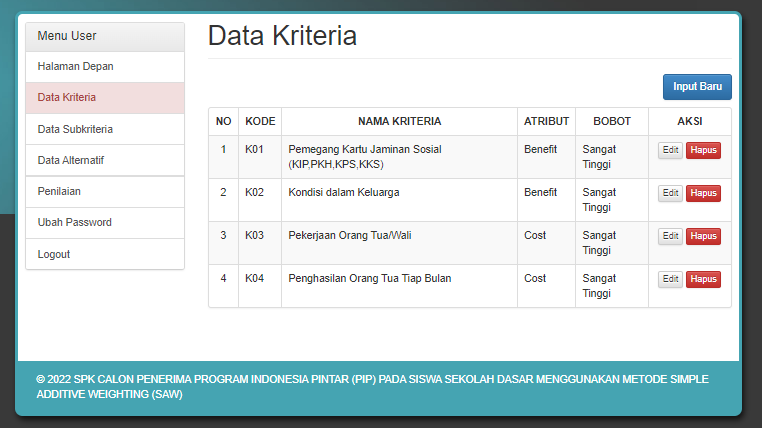 Menu User
Halaman Depan
Data Kriteria
Data Subkriteria
Data Alternatif
Penilaian
Ubah Password
Logout
Data Kriteria
Input Baru
NO KODE NAMA KRITERIA ATRIBUT BOBOT AKSI
1 K01 Pemegang Kartu Jaminan Sosial Benefit Sangat Edit Hapus
(KIP,PKH,KPS,KKS) Tinggi
2 K02 Kondisi dalam Keluarga Benefit Sangat Edit Hapus
Tinggi
3 K03 Pekerjaan Orang Tua/Wali Cost Sangat Edit Hapus
Tinggi
4 K04 Penghasilan Orang Tua Tiap Bulan Cost Sangat Edit Hapus
Tinggi
© 2022 SPK CALON PENERIMA PROGRAM INDONESIA PINTAR (PIP) PADA SISWA SEKOLAH DASAR MENGGUNAKAN METODE SIMPLE
ADDITIVE WEIGHTING (SAW)